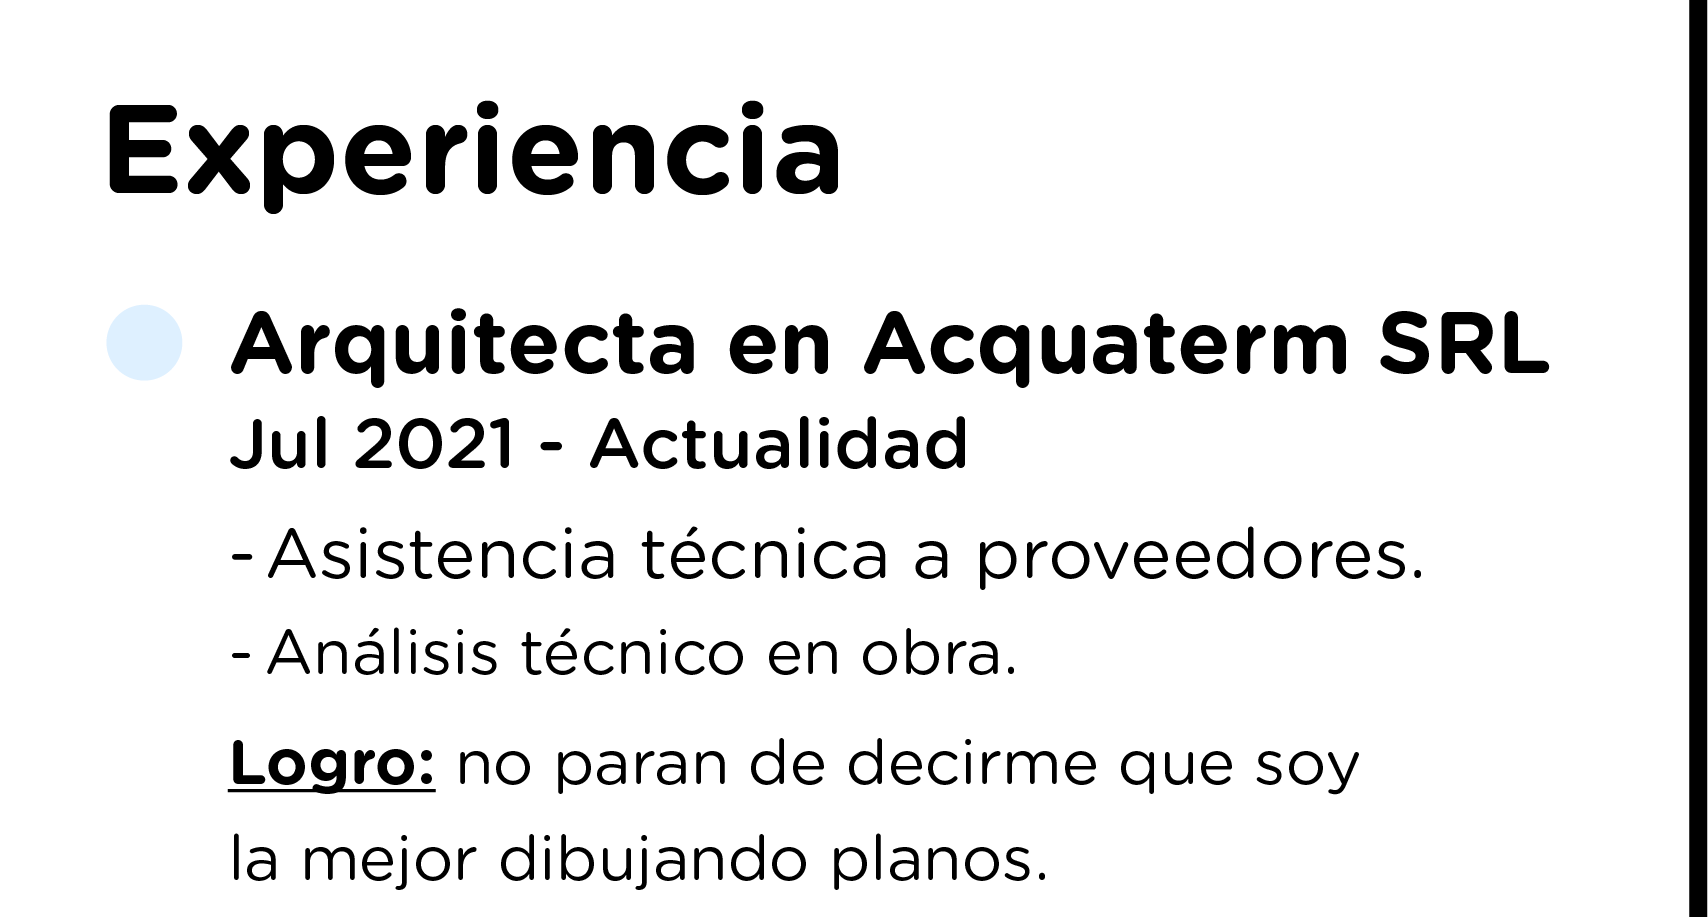 Experiencia
Arquitecta en Acquaterm SRL
Jul 2021 - Actualidad
- Asistencia técnica a proveedores.
- Análisis técnico en obra.
Logro: no paran de decirme que soy
la mejor dibujando planos.